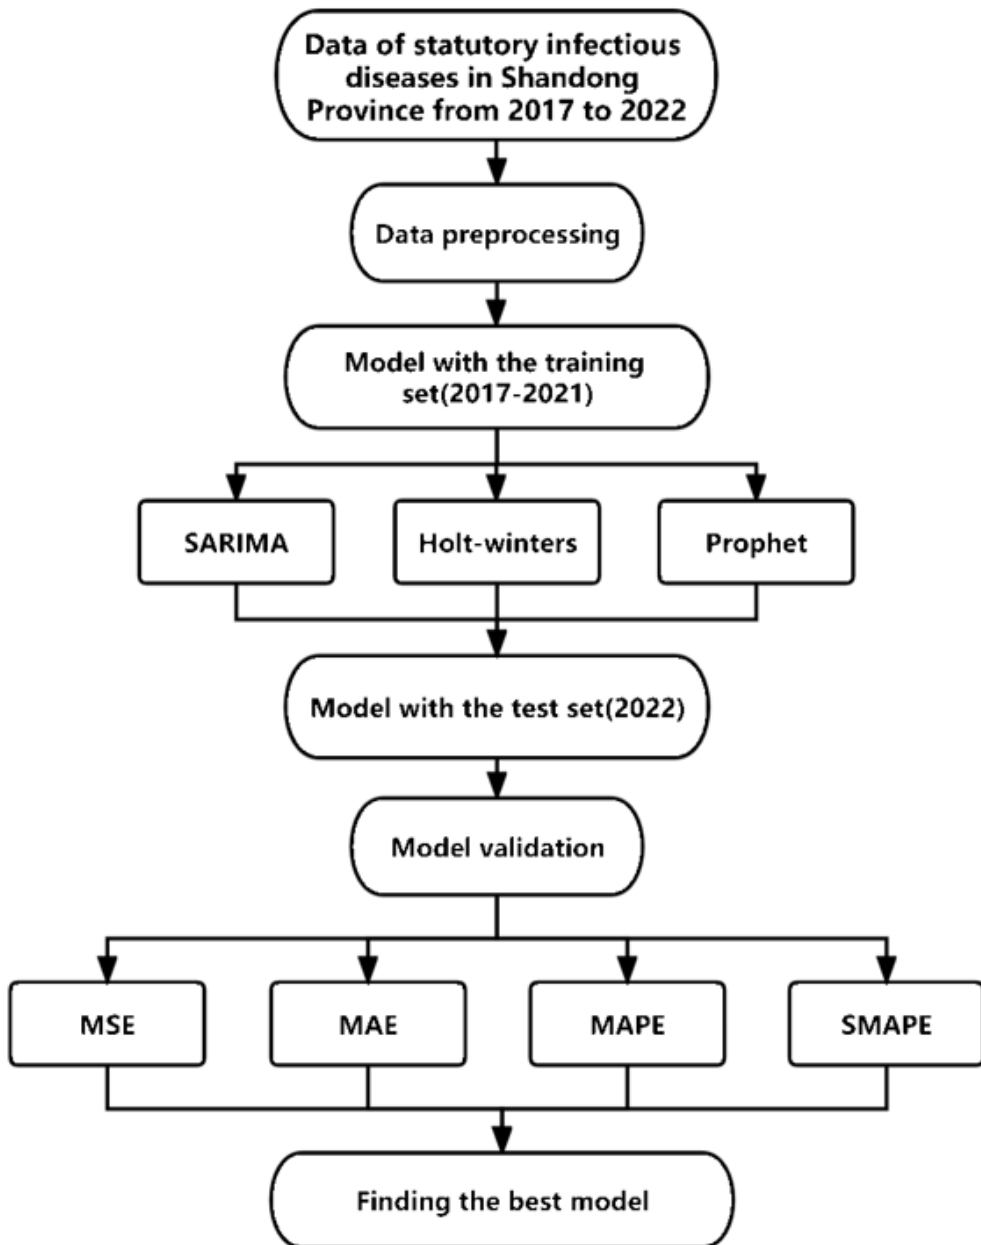 Data of statutory infectious
diseases in Shandong
Province from 2017 to 2022
Data preprocessing
Model with the training
set(2017-2021)
SARIMA
Holt-winters
Prophet
Model with the test set(2022)
Model validation
MSE
MAE
MAPE
SMAPE
Finding the best model